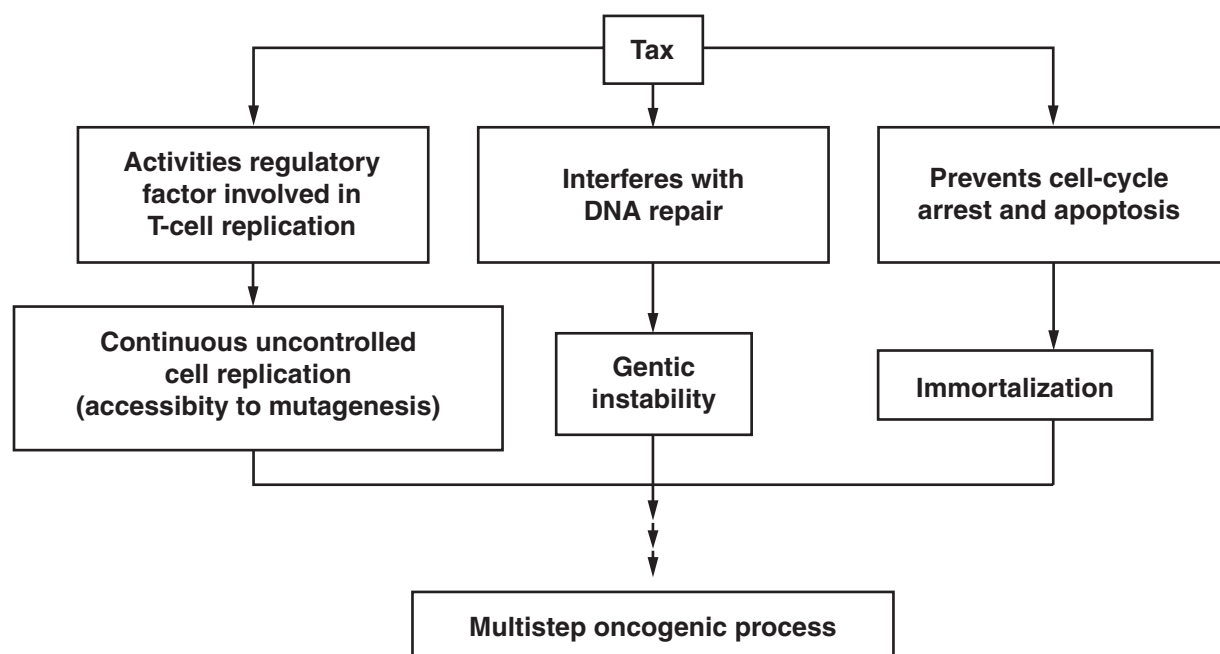 Tax
Activities regulatory
factor involved in
T-cell replication
Interferes with
DNA repair
Prevents cell-cycle
arrest and apoptosis
Continuous uncontrolled
cell replication
(accessibity to mutagenesis)
Gentic
instability
Immortalization
Multistep oncogenic process